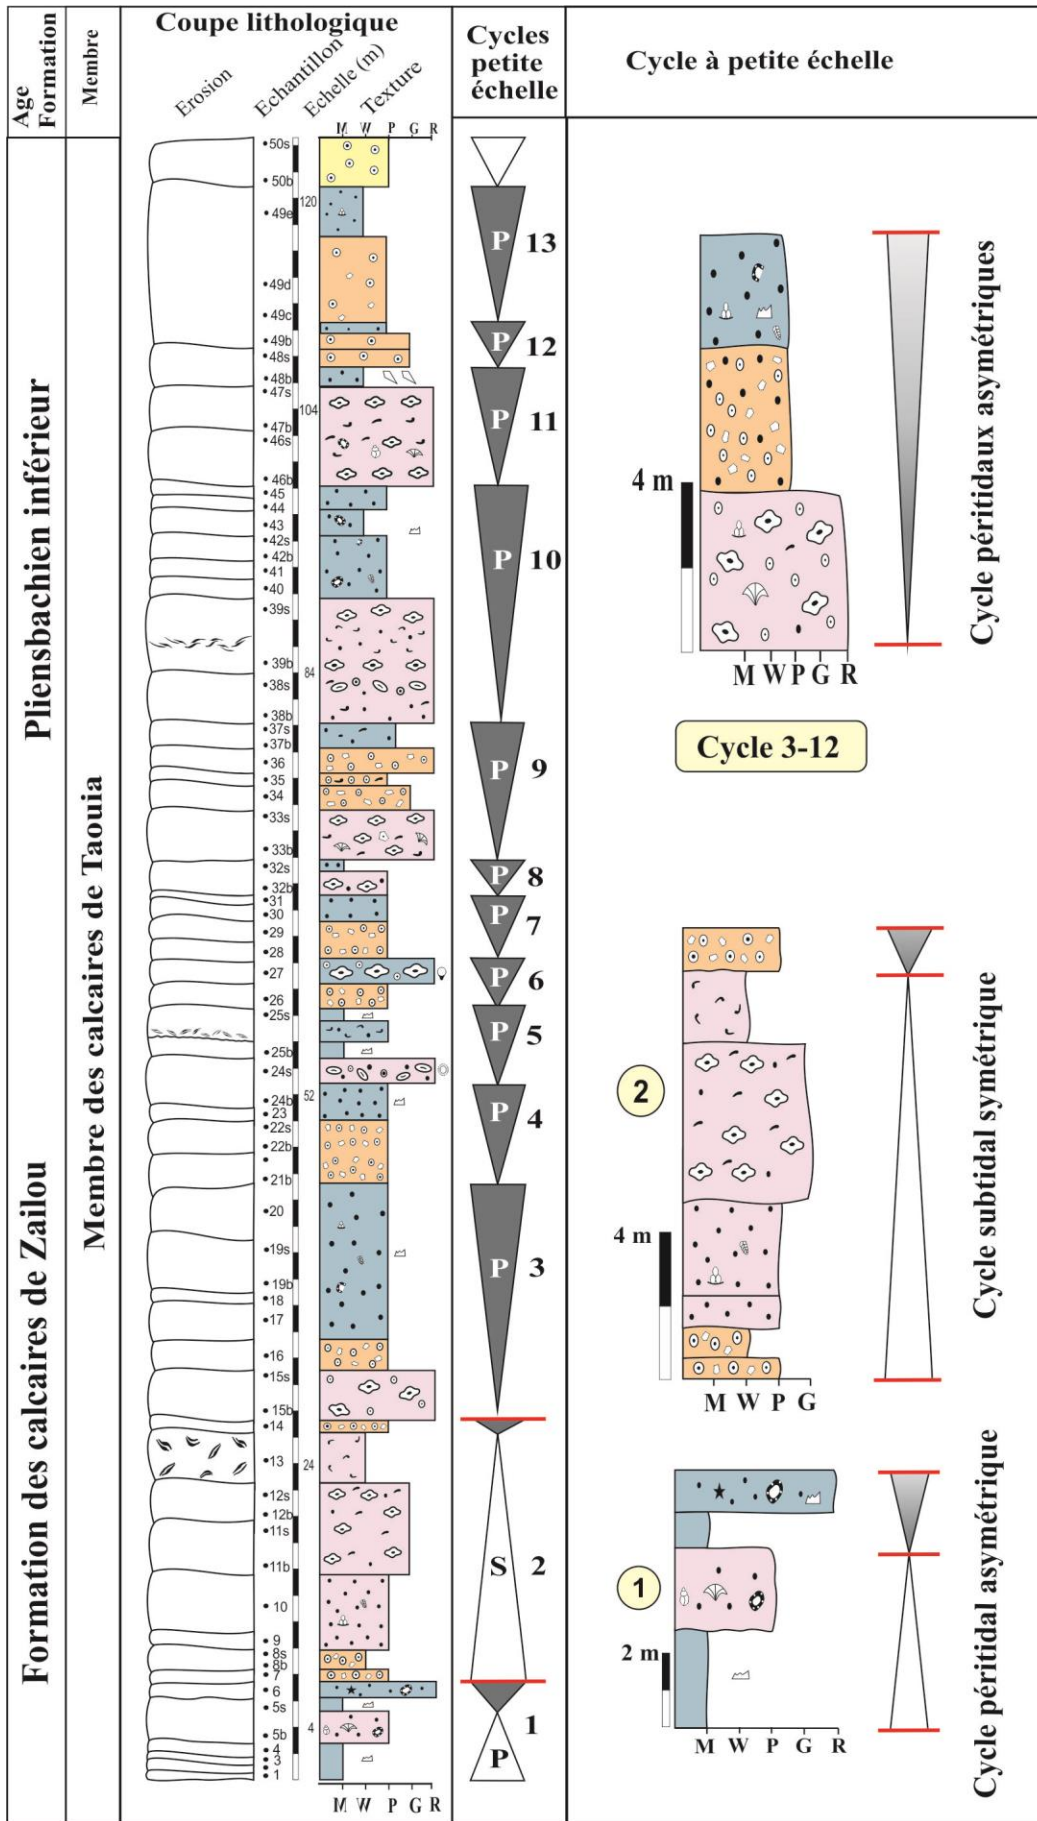 Age
Formation
Membre
Coupe lithologique
Erosion
Echantillon
Echelle (m)
Texture
M W P G R
Cycles
petite
échelle
Cycle à petite échelle
Pliensbachien inférieur
Formation des calcaires de Zailou
Membre des calcaires de Taouia
50s
50b
49e
49d
49c
49b
48s
48b
47s
47b
46s
46b
45
44
43
42s
42b
41
40
39s
39b
38s
38b
37s
37b
36
35
34
33s
33b
32s
32b
31
30
29
28
27
26
25s
25b
24s
24b
23
22s
22b
21b
20
19s
19b
18
17
16
15s
15b
14
13
12s
12b
11s
11b
10
9
8s
8b
7
6
5s
5b
4
3
1
120
104
84
52
24
4
M W P G R
P 13
P 12
P 11
P 10
P 9
P 8
P 7
P 6
P 5
P 4
P 3
S 2
1
P
4 m
M W P G R
Cycle péritidaux asymétriques
Cycle 3-12
2
4 m
M W P G
Cycle subtidal symétrique
1
2 m
M W P G R
Cycle péritidal asymétrique